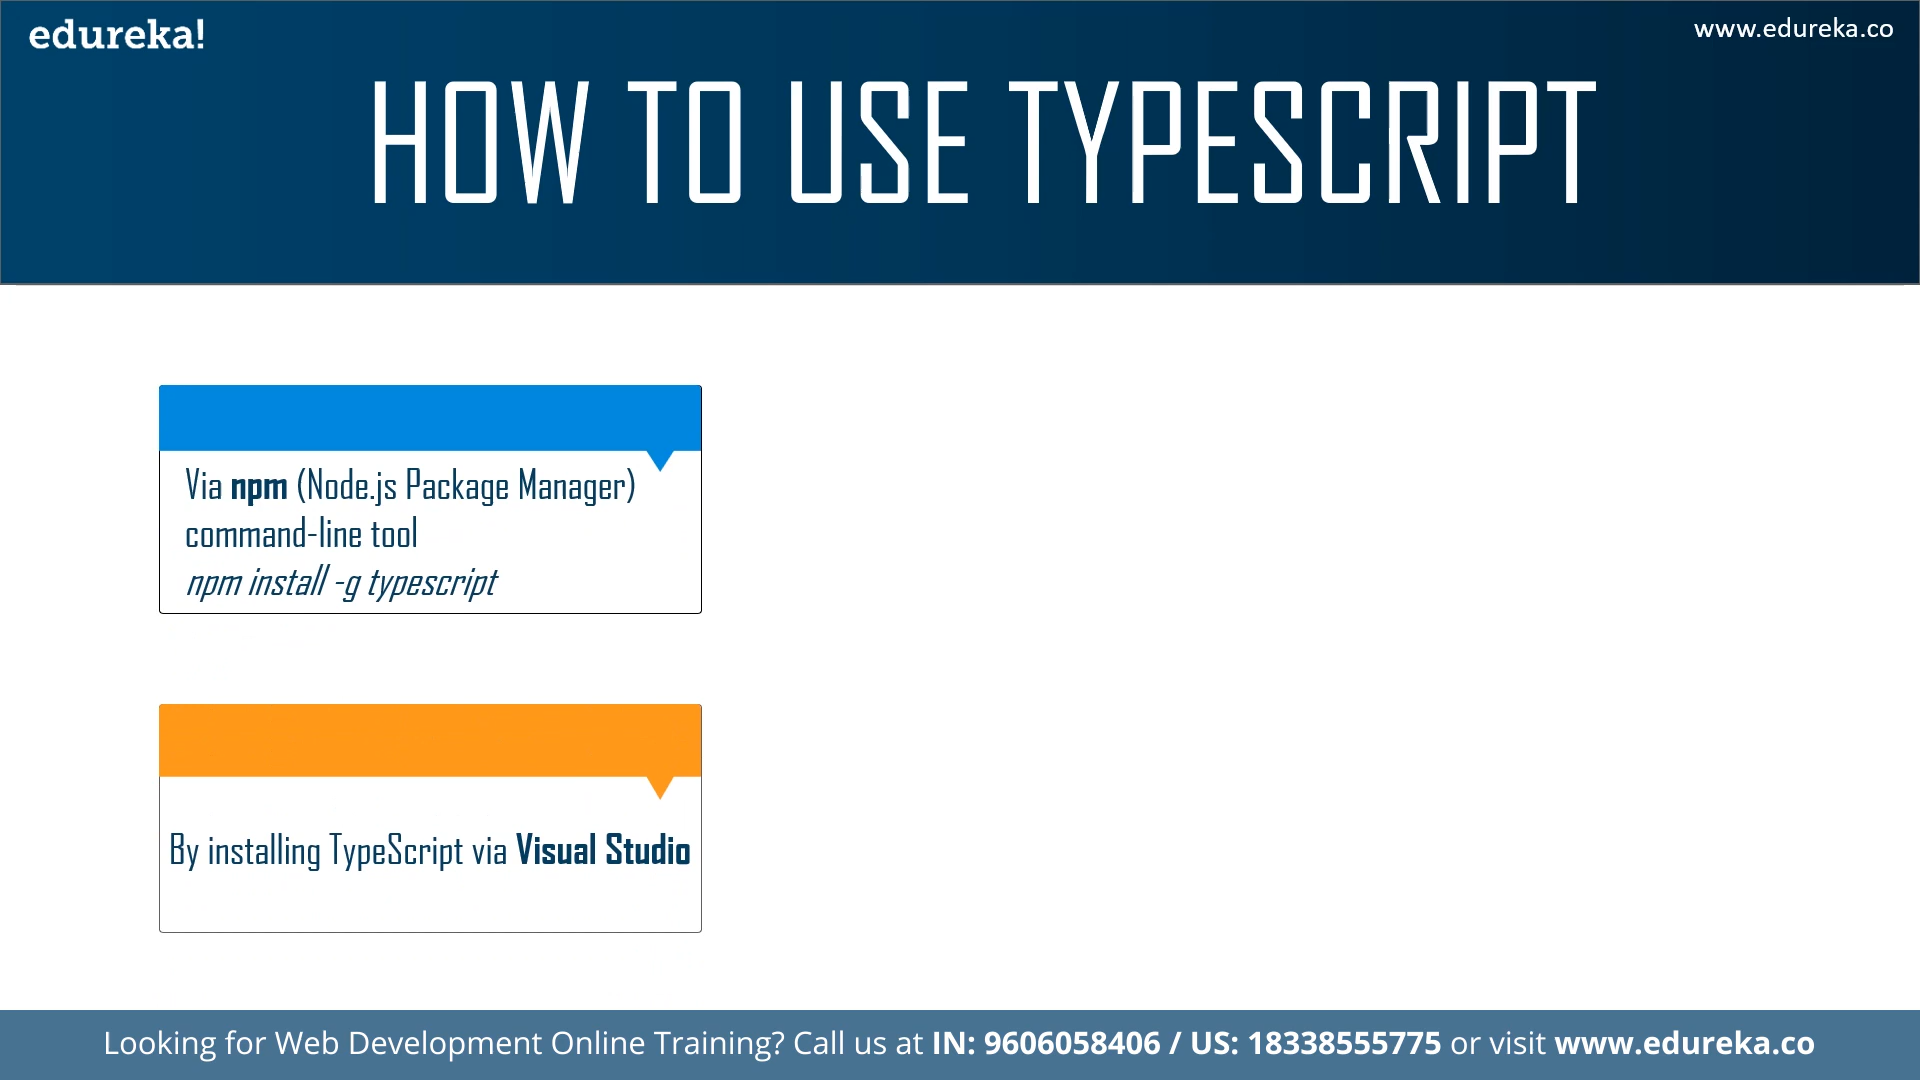 edureka!
www.edureka.co
HOW TO USE TYPESCRIPT
Via npm (Node.js Package Manager)
command-line tool
npm install -g typescript
By installing TypeScript via Visual Studio
Looking for Web Development Online Training? Call us at IN: 9606058406 / US: 18338555775 or visit www.edureka.co